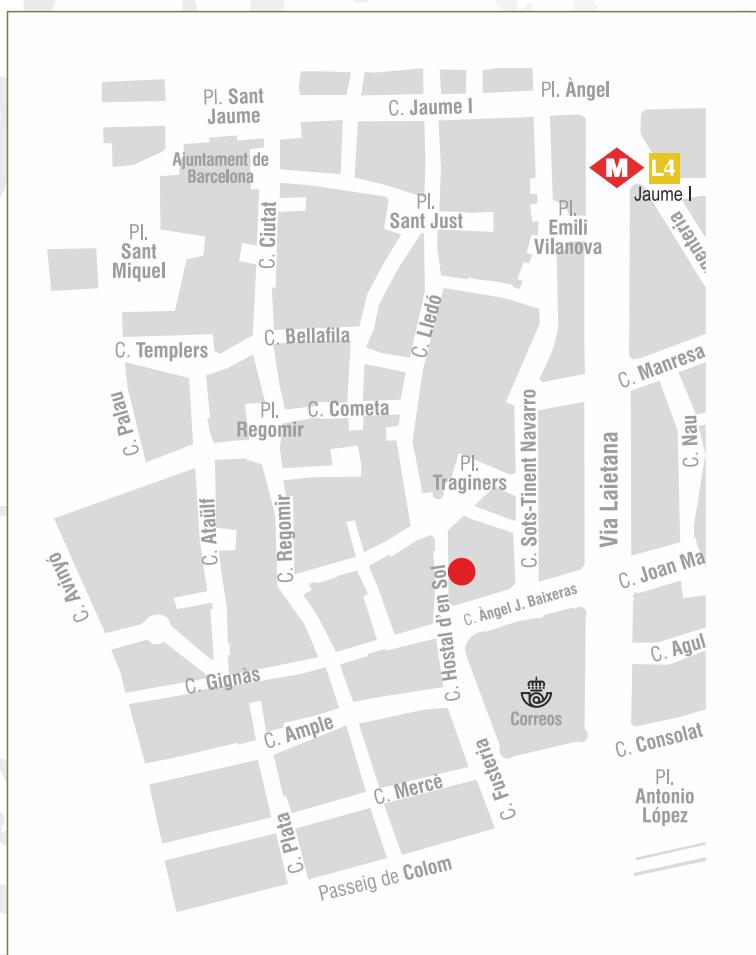 Pl. Sant
Jaume
C. Jaume I
Pl. Àngel
Ajuntament de
Barcelona
M
L4
Jaume I
Pl.
Sant Just
Pl.
Emili
Vilanova
Pl.
Sant
Miquel
C. Ciutat
C. Lledó
C. Templers
C. Bellafila
C. Manresa
C. Palau
Pl.
Regomir
C. Cometa
C. Nau
Pl.
Traginers
C. Sots-Tinent Navarro
Via Laietana
C. Ataülf
C. Regomir
C. Avinyó
C. Hostal d'en Sol
C. Àngel J. Baixeras
C. Joan Ma
C. Agul
C. Gignàs
Correos
C. Ample
C. Consolat
C. Fusteria
C. Mercè
Pl.
Antonio
López
C. Plata
Passeig de Colom